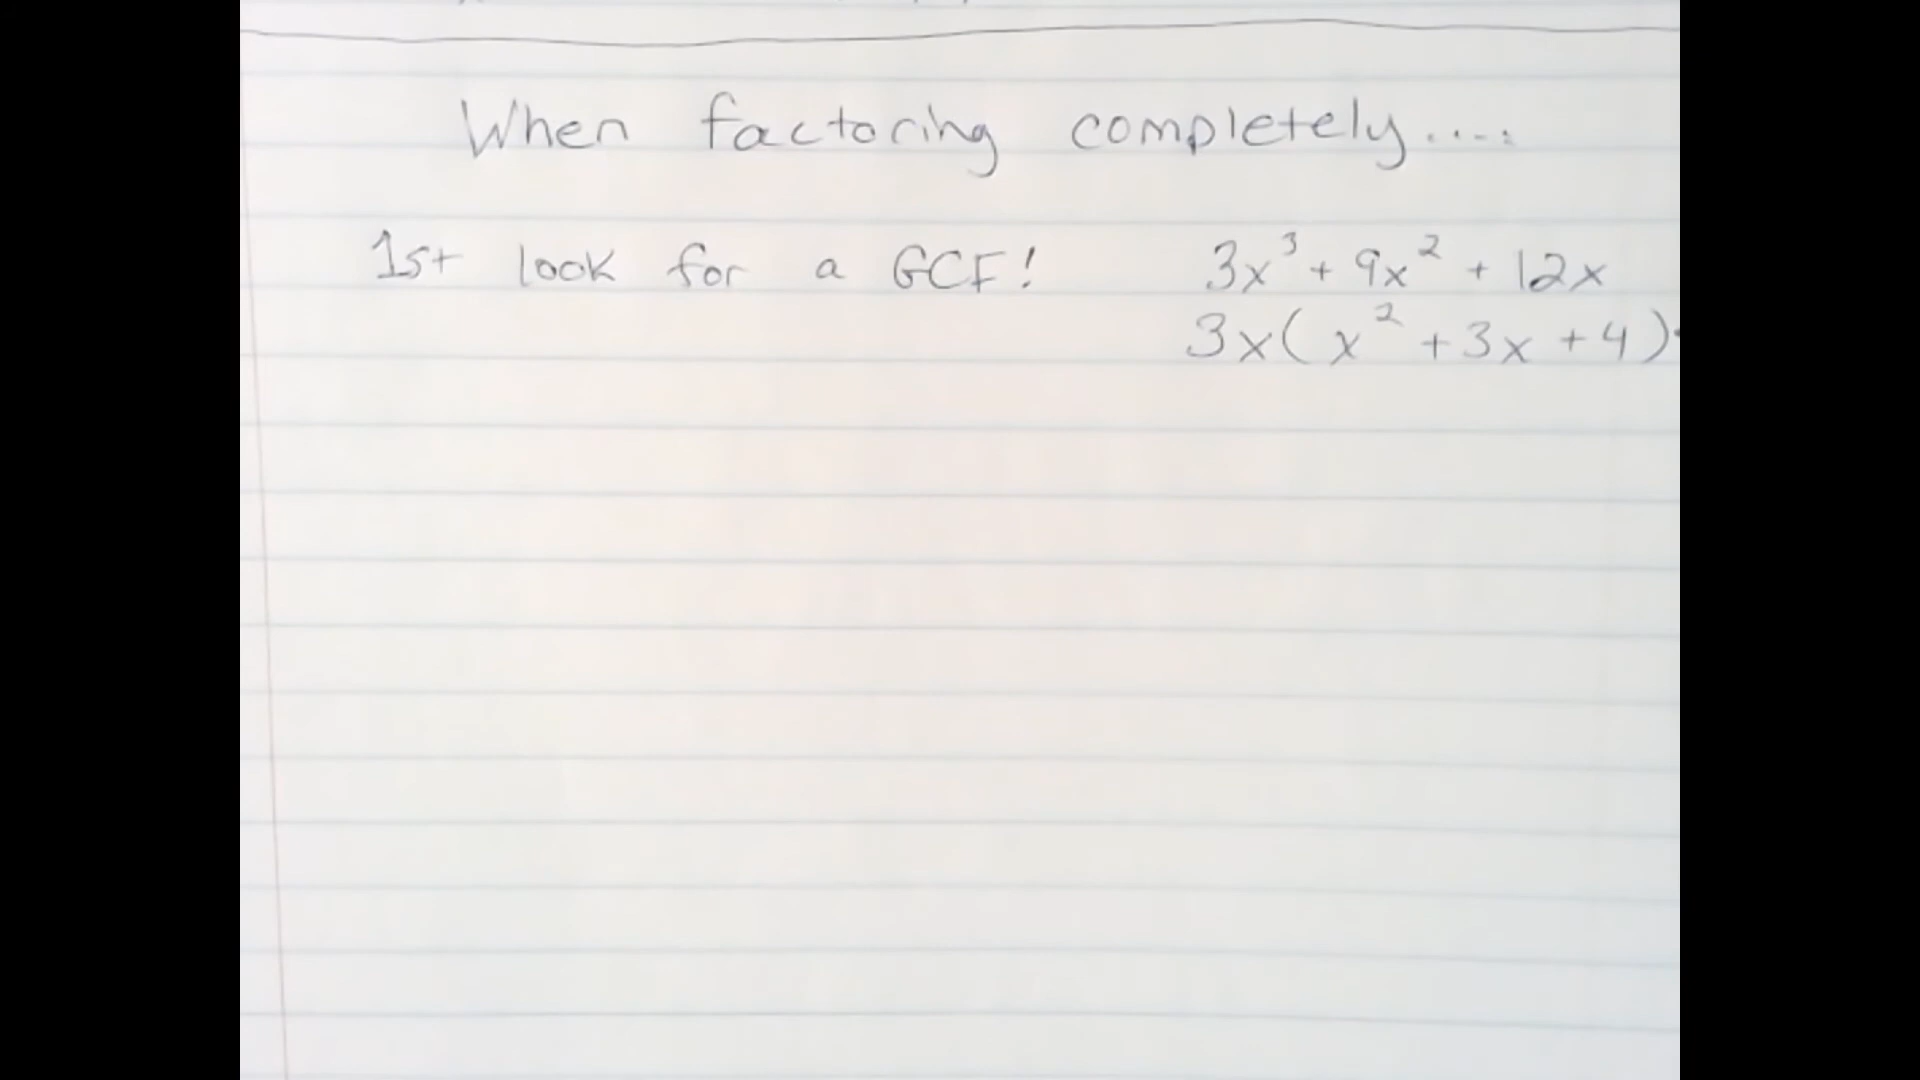 When factoring completely....
1st look for a GCF! 3x³ + 9x² + 12x
3x(x² + 3x + 4)